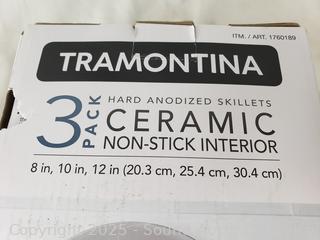 ITM. / ART. 1760189
TRAMONTINA
3 PACK
HARD ANODIZED SKILLETS
CERAMIC
NON-STICK INTERIOR
8 in, 10 in, 12 in (20.3 cm, 25.4 cm, 30.4 cm)